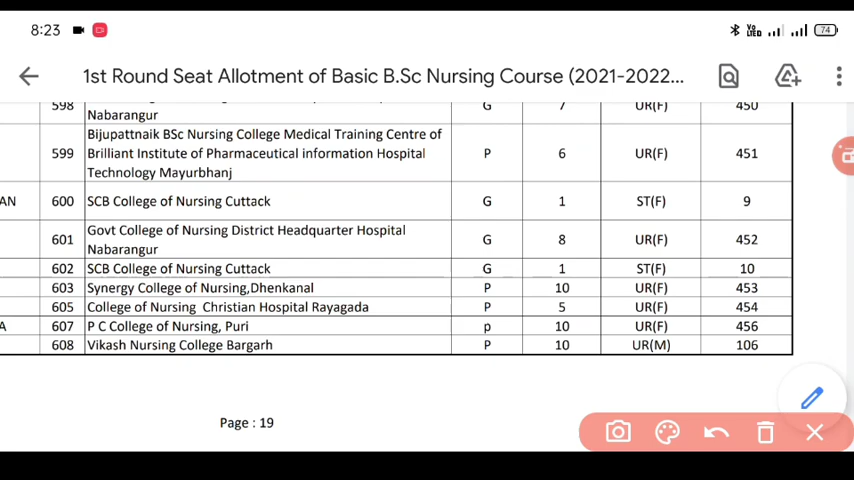 8:23 Vo LTED 74
1st Round Seat Allotment of Basic B.Sc Nursing Course (2021-2022...
598 Nabarangur G 7 UR(F) 450
Bijupattnaik BSc Nursing College Medical Training Centre of
599 Brilliant Institute of Pharmaceutical information Hospital P 6 UR(F) 451
Technology Mayurbhanj
AN 600 SCB College of Nursing Cuttack G 1 ST(F) 9
Govt College of Nursing District Headquarter Hospital
601 G 8 UR(F) 452
Nabarangur
602 SCB College of Nursing Cuttack G 1 ST(F) 10
603 Synergy College of Nursing,Dhenkanal P 10 UR(F) 453
605 College of Nursing Christian Hospital Rayagada P 5 UR(F) 454
A 607 P C College of Nursing, Puri p 10 UR(F) 456
608 Vikash Nursing College Bargarh P 10 UR(M) 106
Page : 19